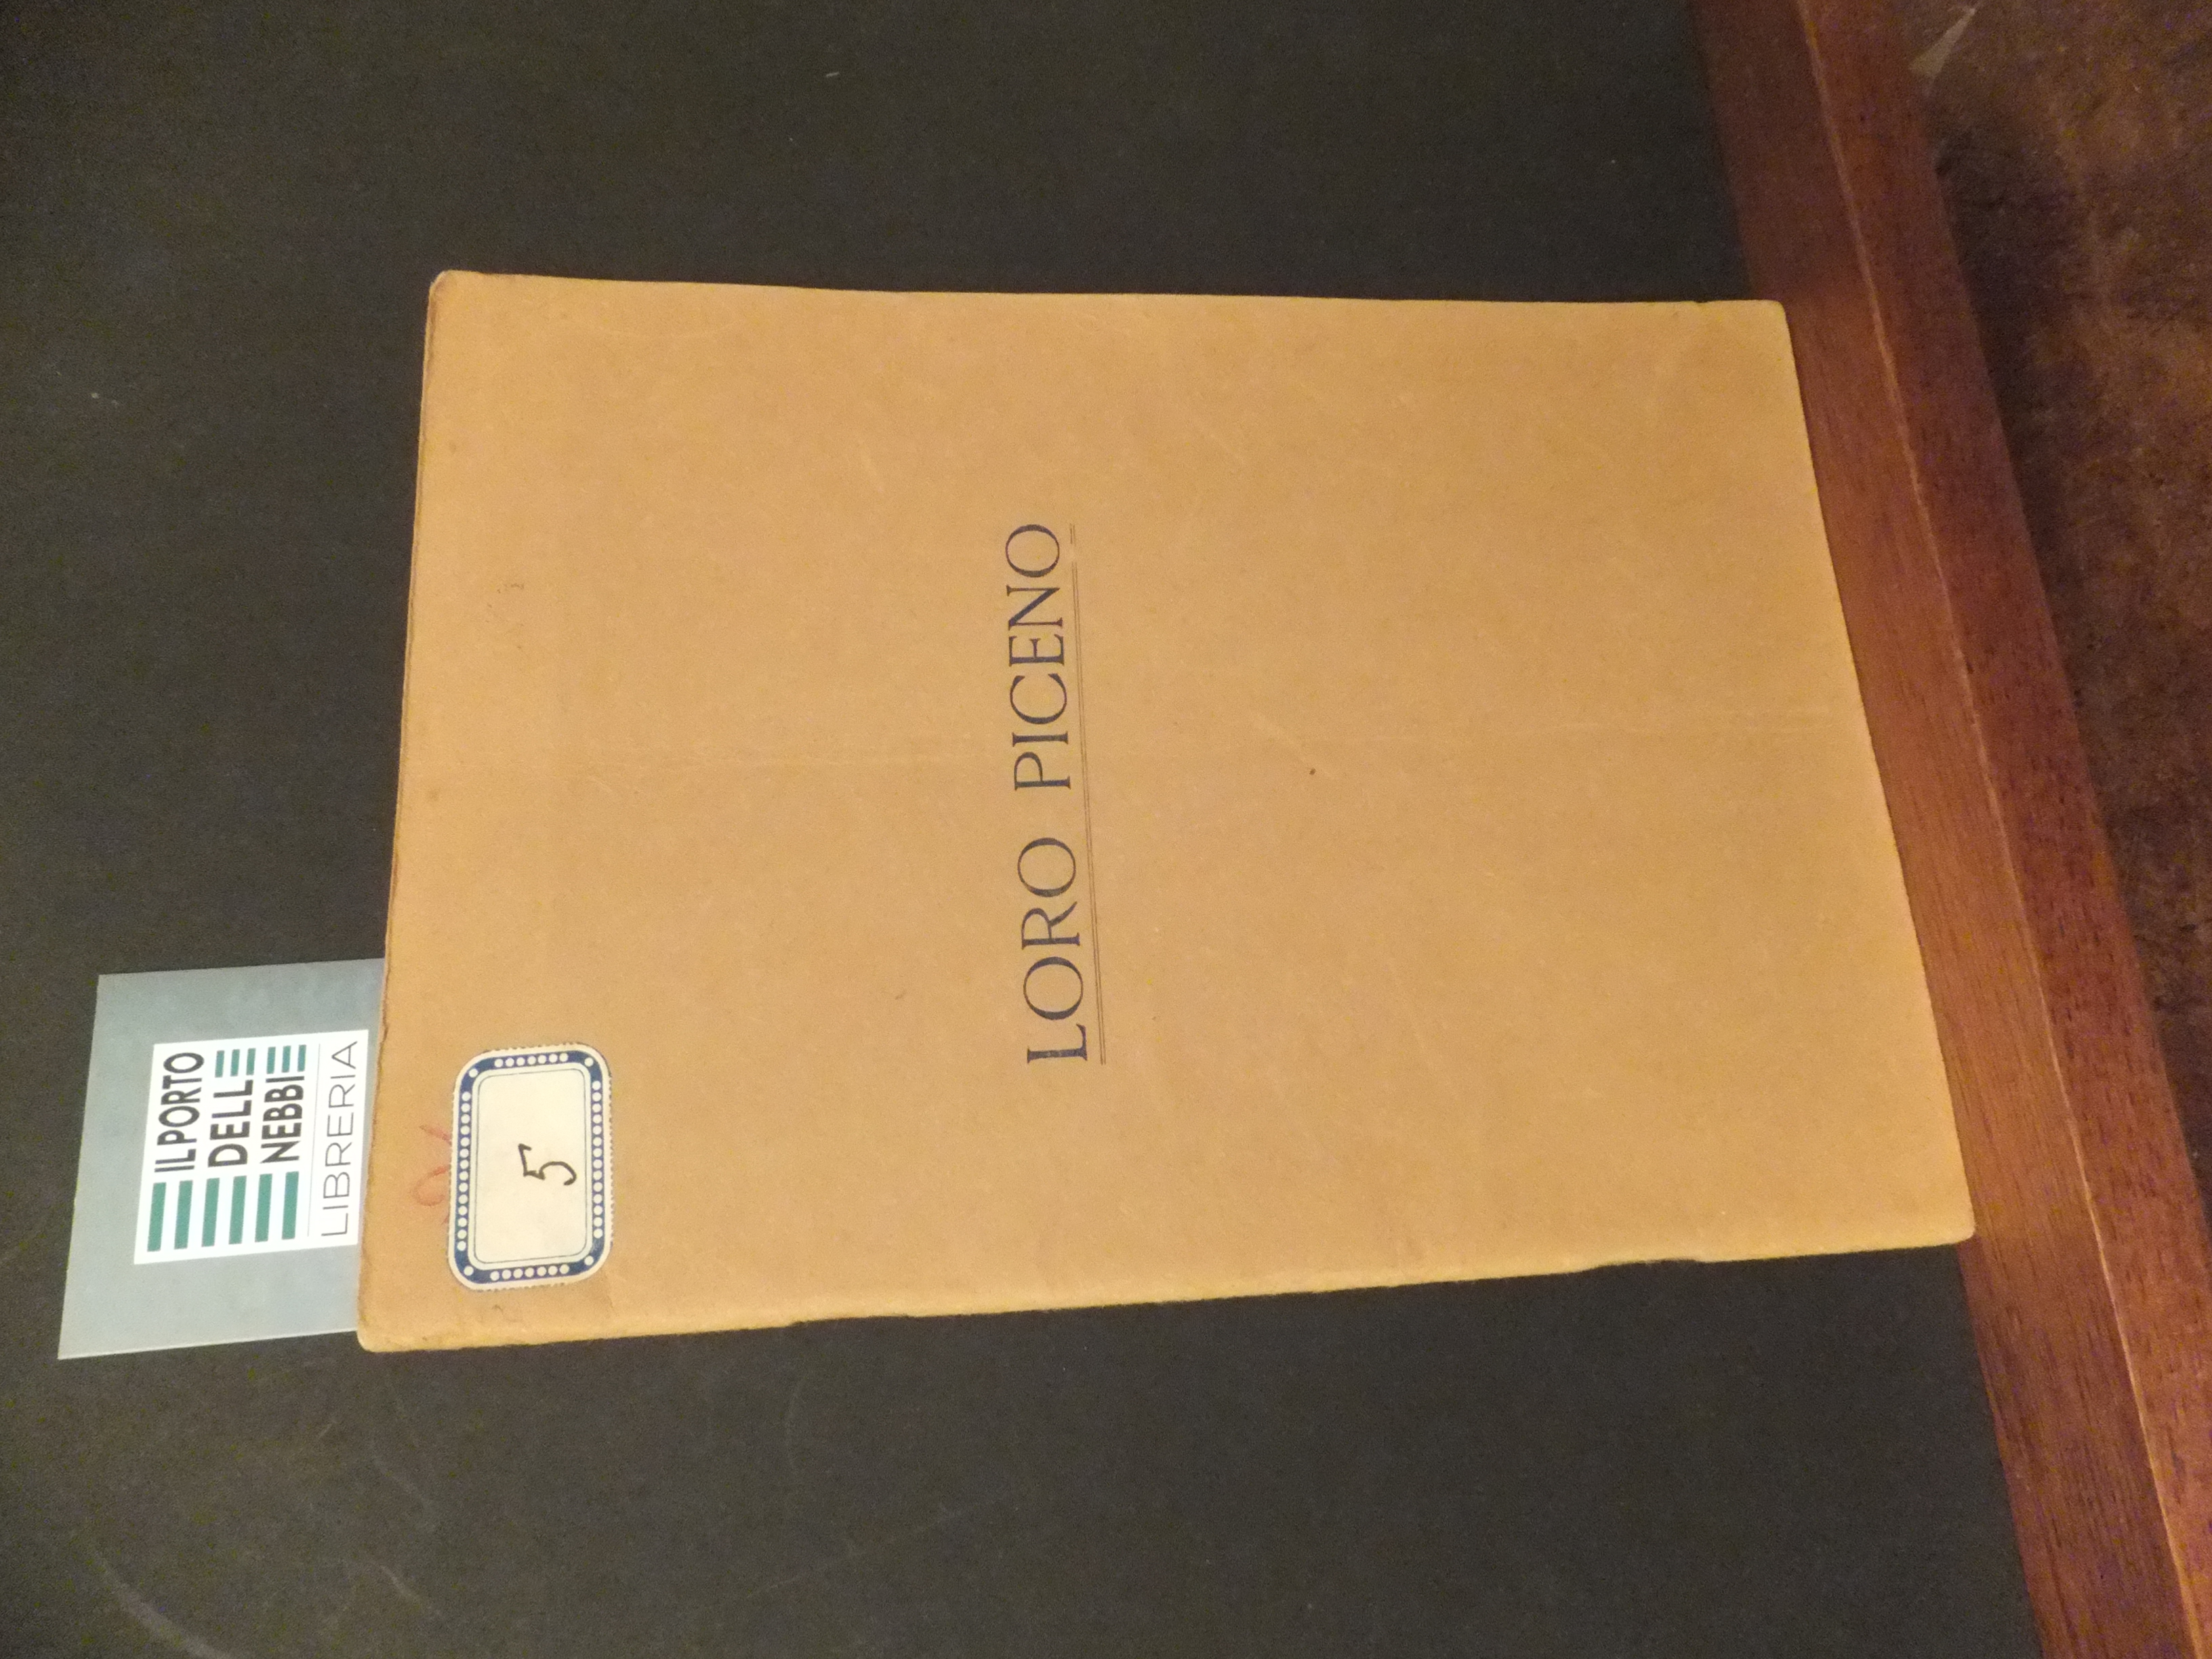 IL PORTO
DELLE
NEBBIE
LIBRERIA
5
LORO PICENO